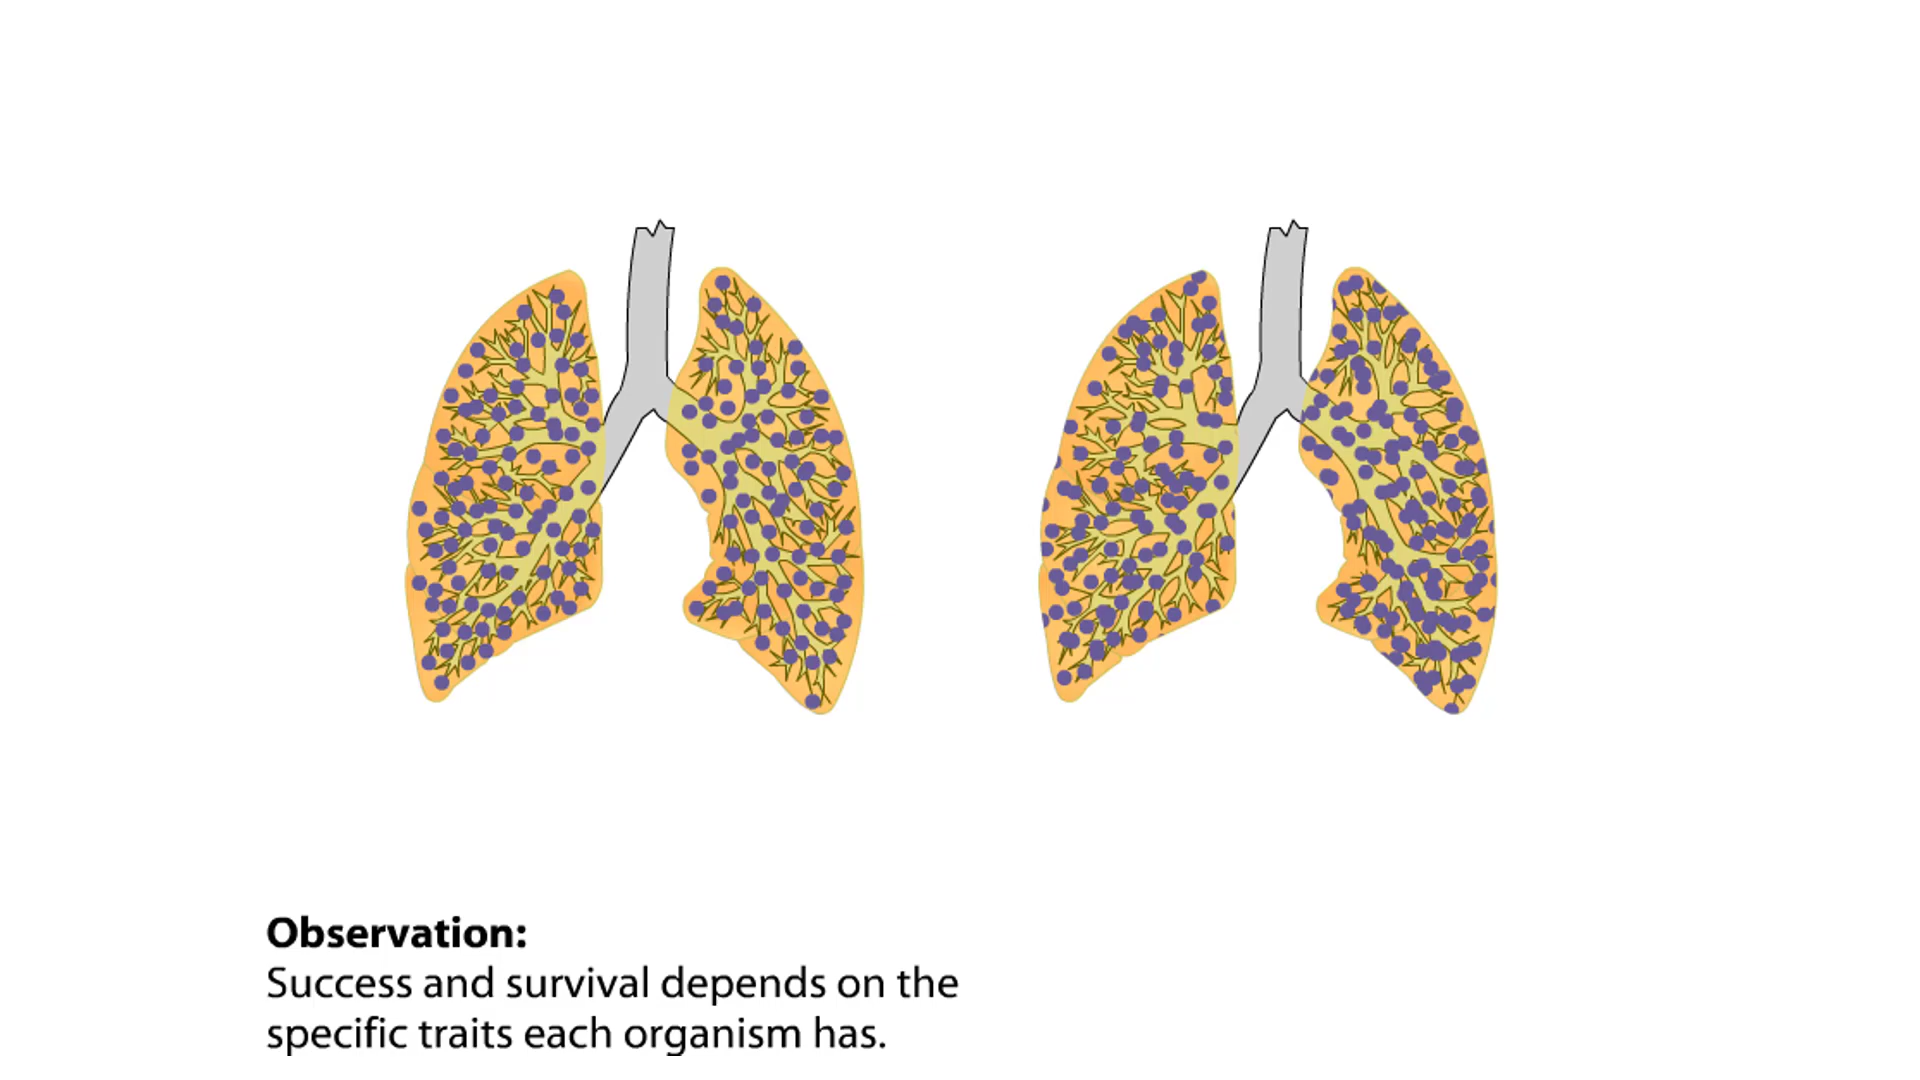 Observation:
Success and survival depends on the
specific traits each organism has.